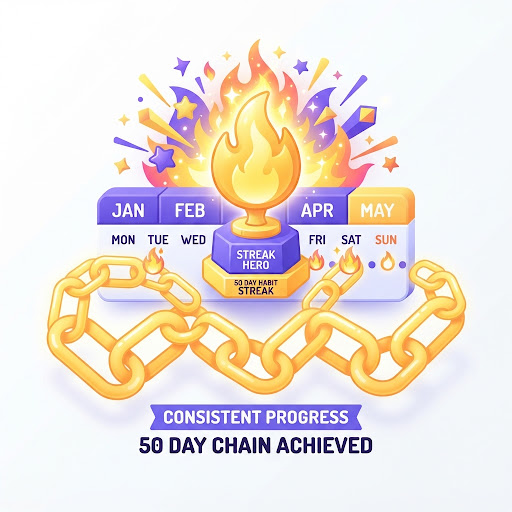 JAN FEB APR MAY
MON TUE WED FRI SAT SUN
STREAK
HERO
50 DAY HABIT
STREAK
CONSISTENT PROGRESS
50 DAY CHAIN ACHIEVED